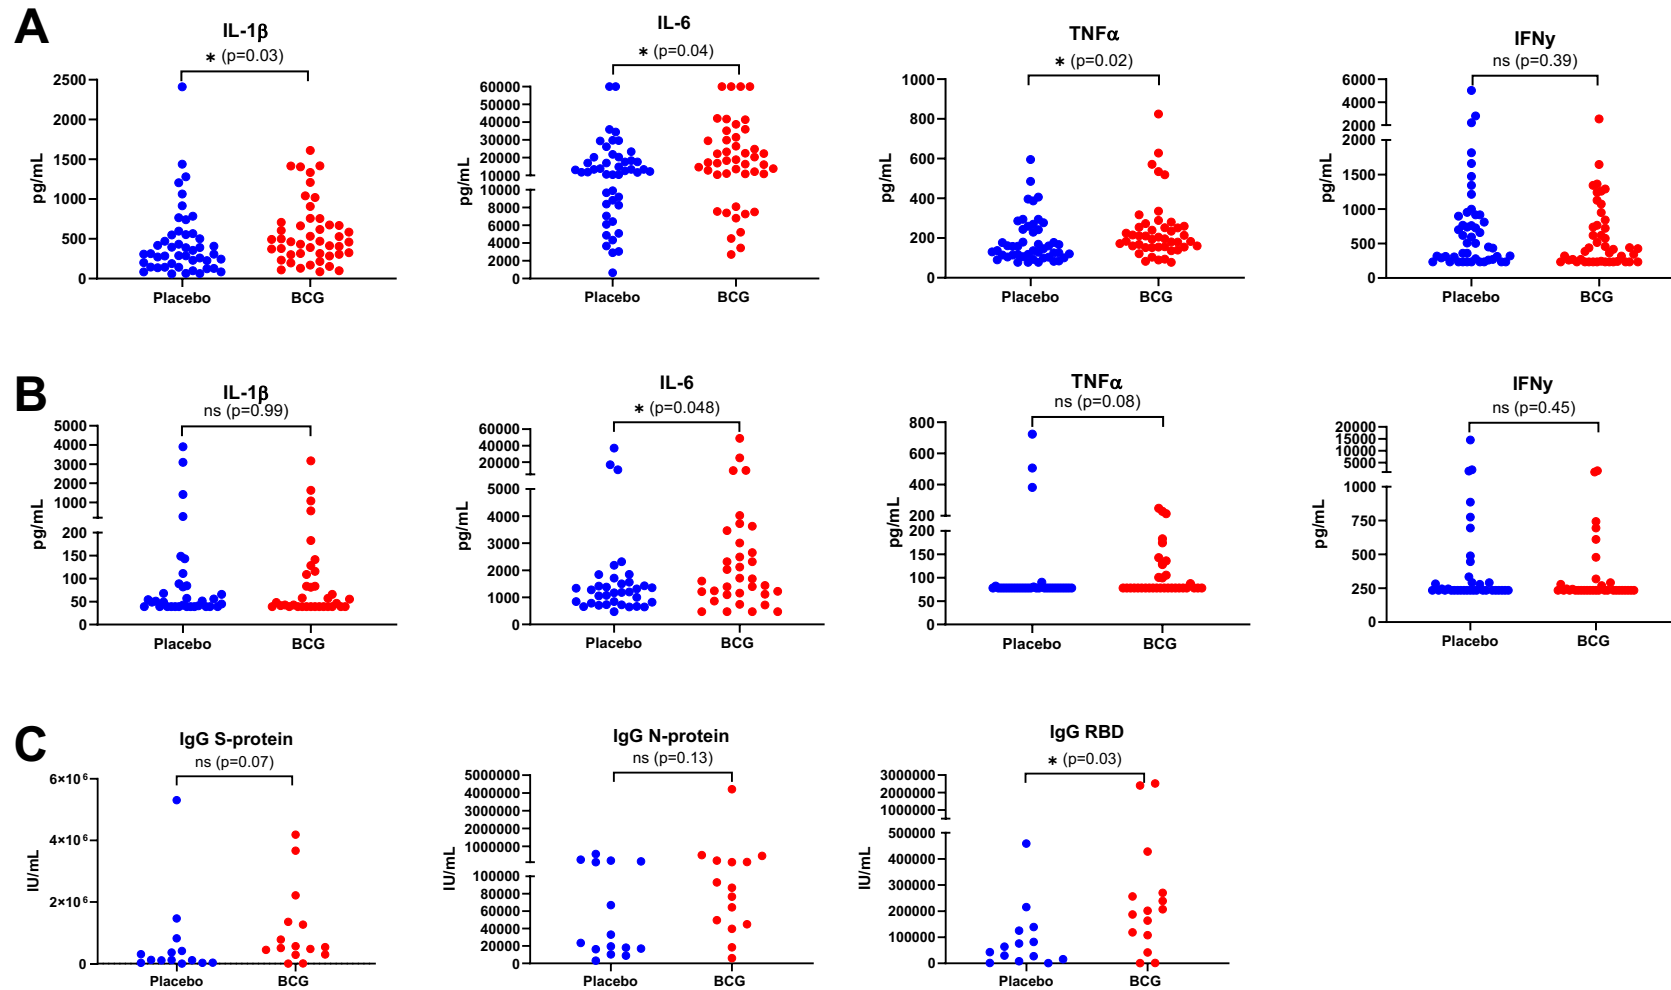 A
IL-1β
* (p=0.03)
pg/mL
2500
2000
1500
1000
500
0
Placebo
BCG
IL-6
* (p=0.04)
pg/mL
60000
50000
40000
30000
20000
10000
10000
8000
6000
4000
2000
0
Placebo
BCG
TNFα
* (p=0.02)
pg/mL
1000
800
600
400
200
0
Placebo
BCG
IFNy
ns (p=0.39)
pg/mL
6000
4000
2000
2000
1500
1000
500
0
Placebo
BCG
B
IL-1β
ns (p=0.99)
pg/mL
5000
4000
3000
2000
1000
200
150
100
50
0
Placebo
BCG
IL-6
* (p=0.048)
pg/mL
60000
40000
20000
5000
4000
3000
2000
1000
0
Placebo
BCG
TNFα
ns (p=0.08)
pg/mL
800
600
400
200
200
150
100
50
0
Placebo
BCG
IFNy
ns (p=0.45)
pg/mL
20000
15000
10000
5000
1000
750
500
250
0
Placebo
BCG
C
IgG S-protein
ns (p=0.07)
IU/mL
6×10⁶
4×10⁶
2×10⁶
0
Placebo
BCG
IgG N-protein
ns (p=0.13)
IU/mL
5000000
4000000
3000000
2000000
1000000
100000
80000
60000
40000
20000
0
Placebo
BCG
IgG RBD
* (p=0.03)
IU/mL
3000000
2000000
1000000
500000
400000
300000
200000
100000
0
Placebo
BCG